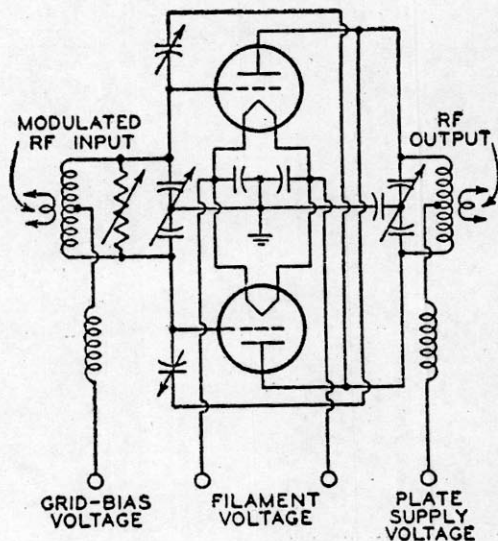 MODULATED
RF INPUT
RF
OUTPUT
GRID-BIAS
VOLTAGE
FILAMENT
VOLTAGE
PLATE
SUPPLY
VOLTAGE